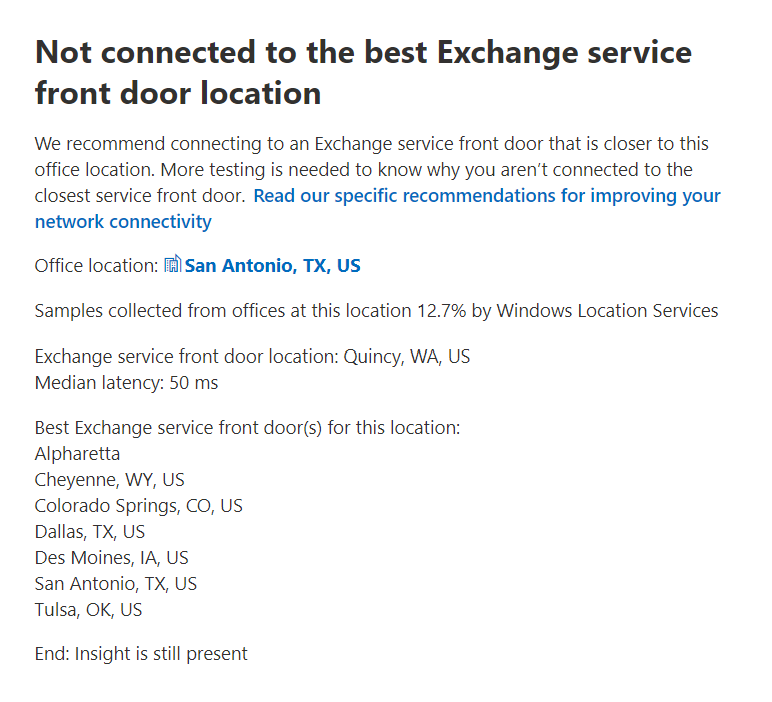 Not connected to the best Exchange service
front door location
We recommend connecting to an Exchange service front door that is closer to this
office location. More testing is needed to know why you aren’t connected to the
closest service front door. Read our specific recommendations for improving your
network connectivity
Office location: San Antonio, TX, US
Samples collected from offices at this location 12.7% by Windows Location Services
Exchange service front door location: Quincy, WA, US
Median latency: 50 ms
Best Exchange service front door(s) for this location:
Alpharetta
Cheyenne, WY, US
Colorado Springs, CO, US
Dallas, TX, US
Des Moines, IA, US
San Antonio, TX, US
Tulsa, OK, US
End: Insight is still present